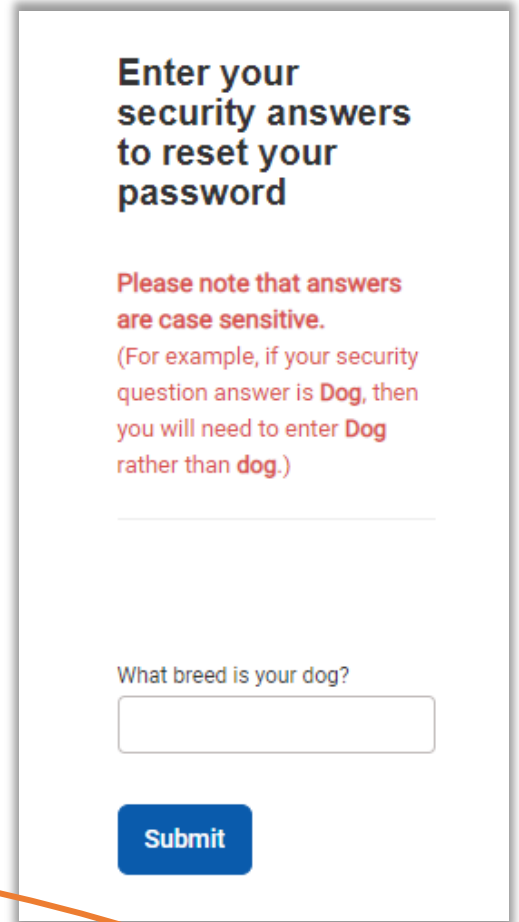 Enter your
security answers
to reset your
password
Please note that answers
are case sensitive.
(For example, if your security
question answer is Dog, then
you will need to enter Dog
rather than dog.)
What breed is your dog?
Submit